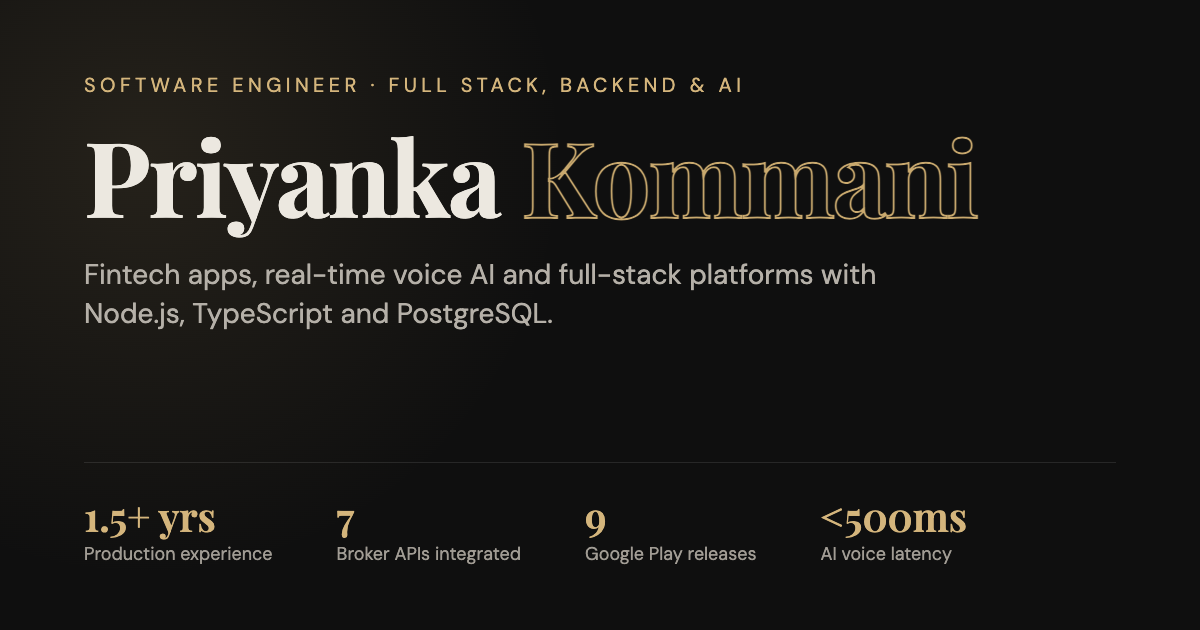 SOFTWARE ENGINEER · FULL STACK, BACKEND & AI
Priyanka Kommani
Fintech apps, real-time voice AI and full-stack platforms with
Node.js, TypeScript and PostgreSQL.
1.5+ yrs
Production experience
7
Broker APIs integrated
9
Google Play releases
<500ms
AI voice latency